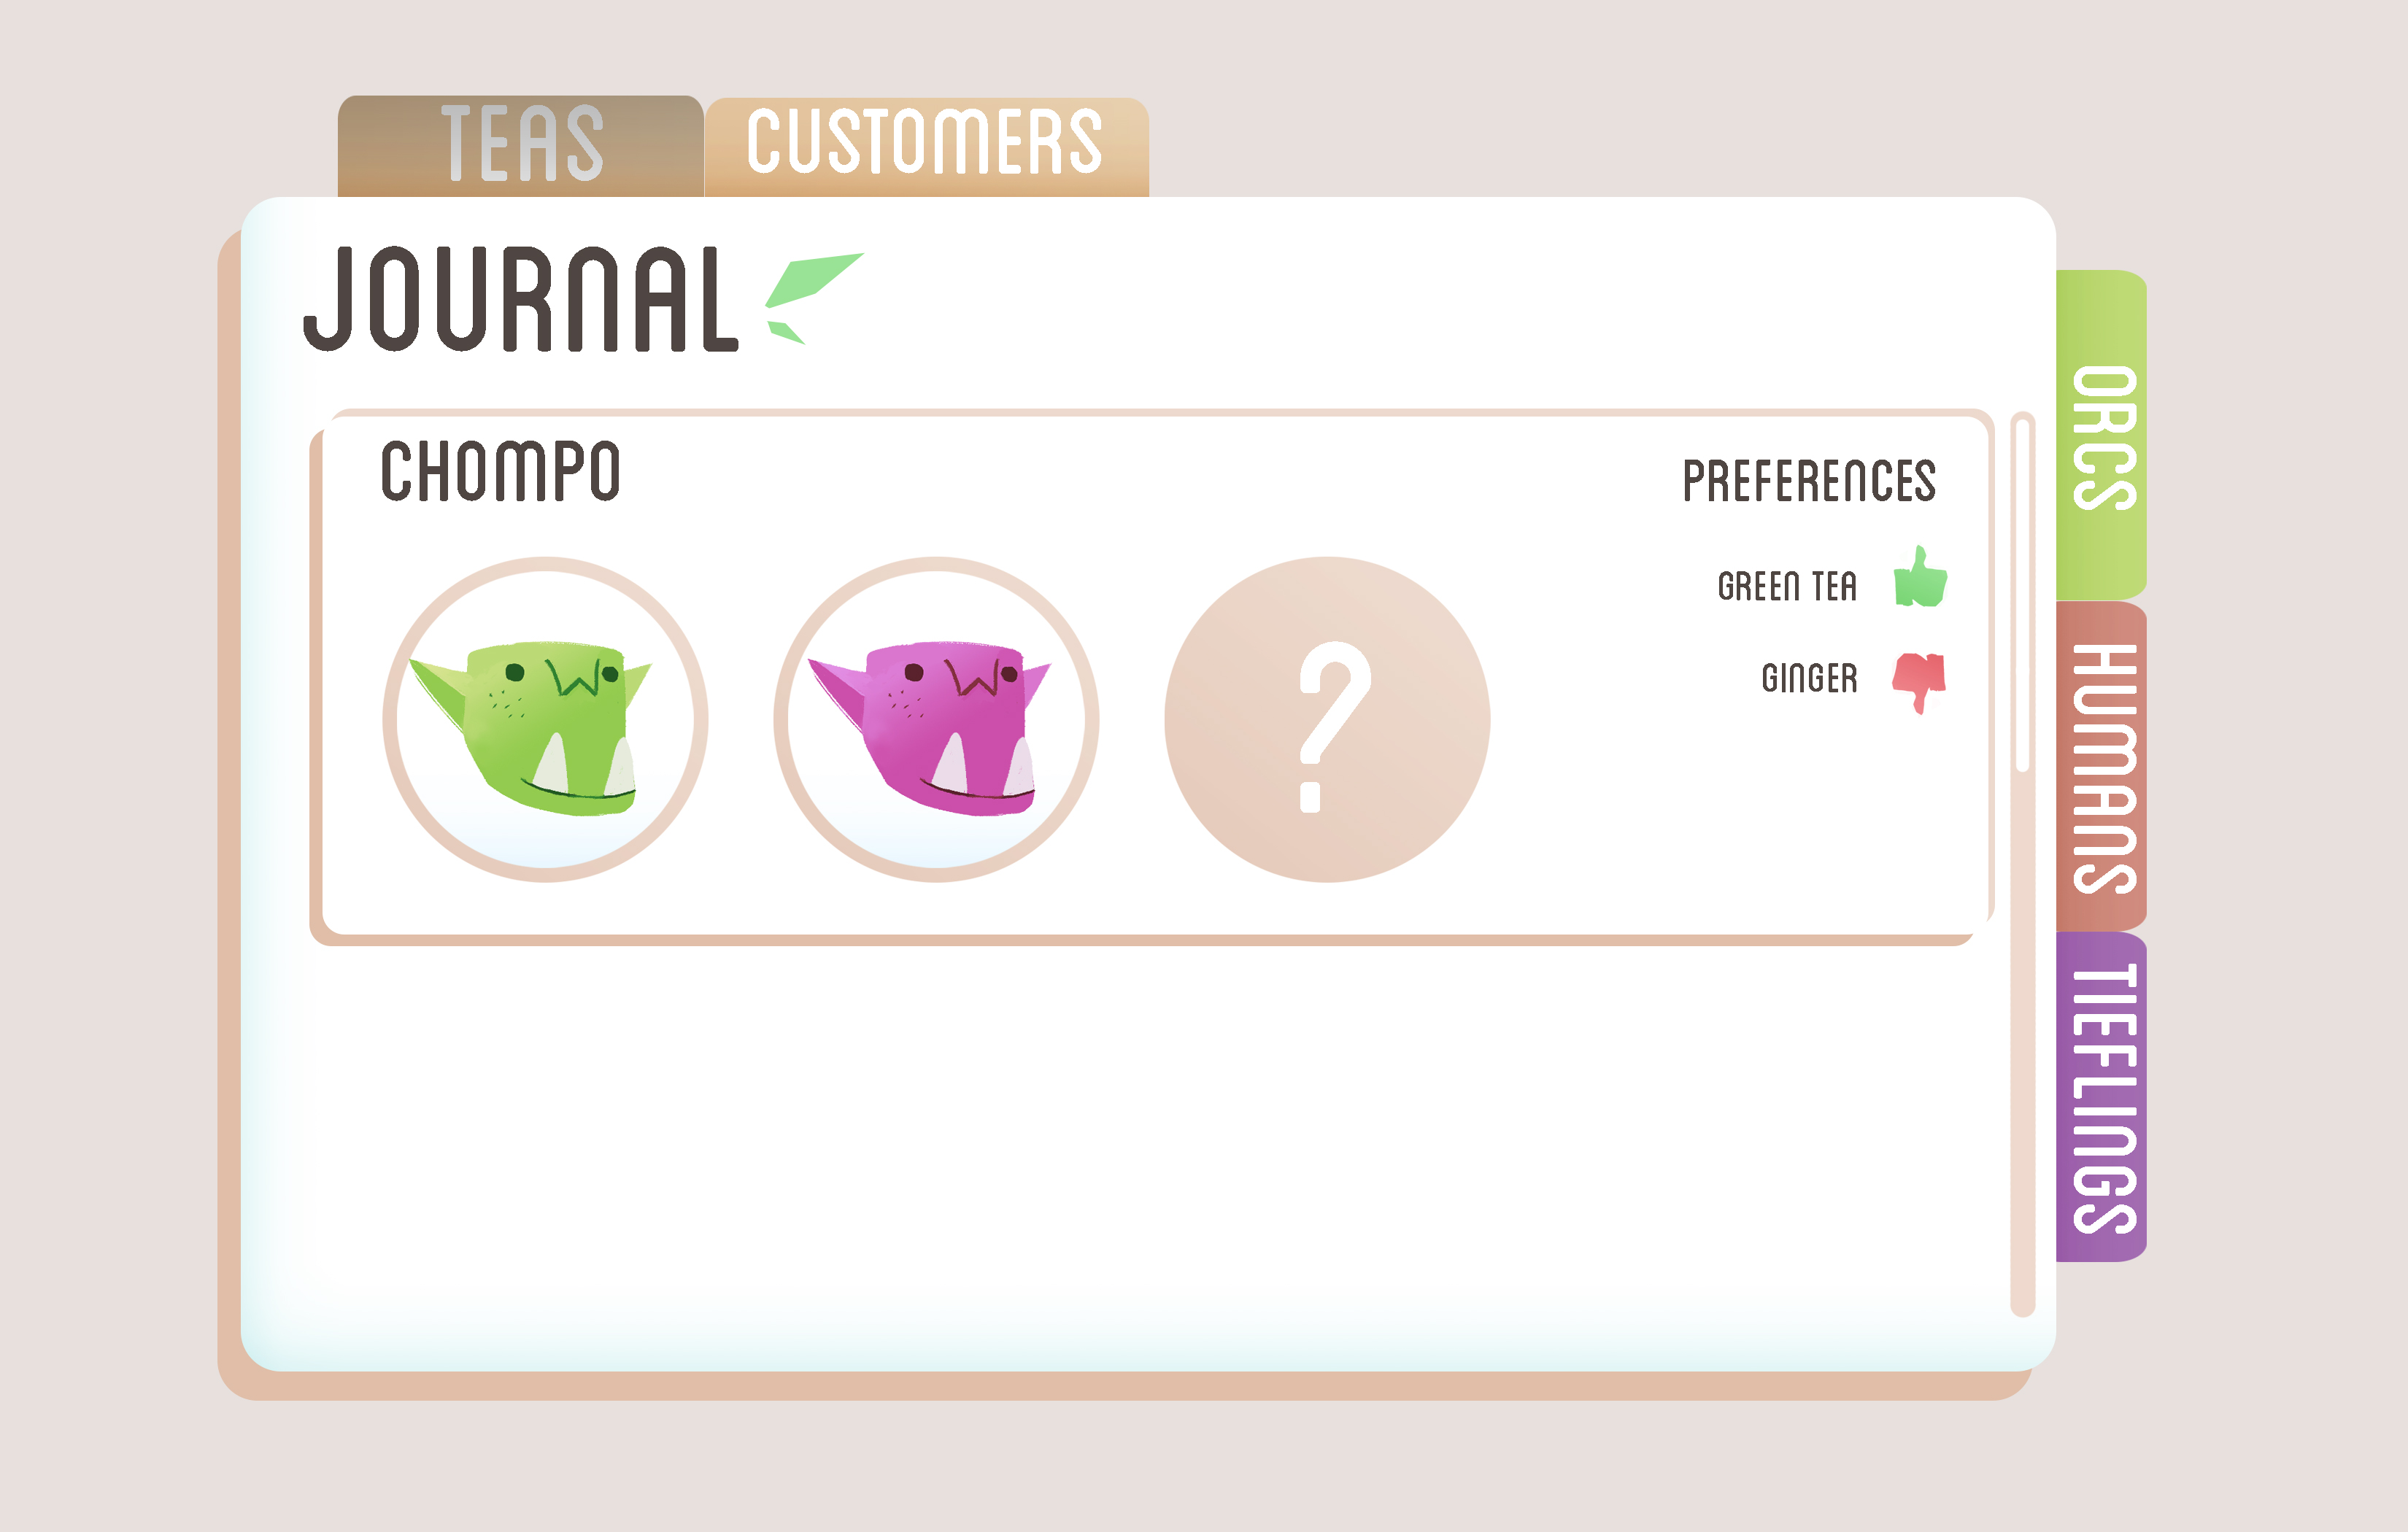 TEAS
CUSTOMERS
JOURNAL
CHOMPO
PREFERENCES
GREEN TEA
GINGER
?
ORCS
HUMANS
TIEFLINGS